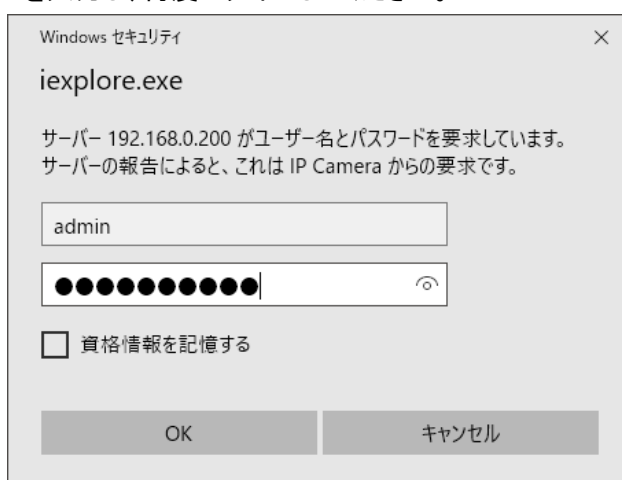 Windows セキュリティ
iexplore.exe
サーバー 192.168.0.200 がユーザー名とパスワードを要求しています。
サーバーの報告によると、これは IP Camera からの要求です。
admin
●●●●●●●●●●
資格情報を記憶する
OK
キャンセル